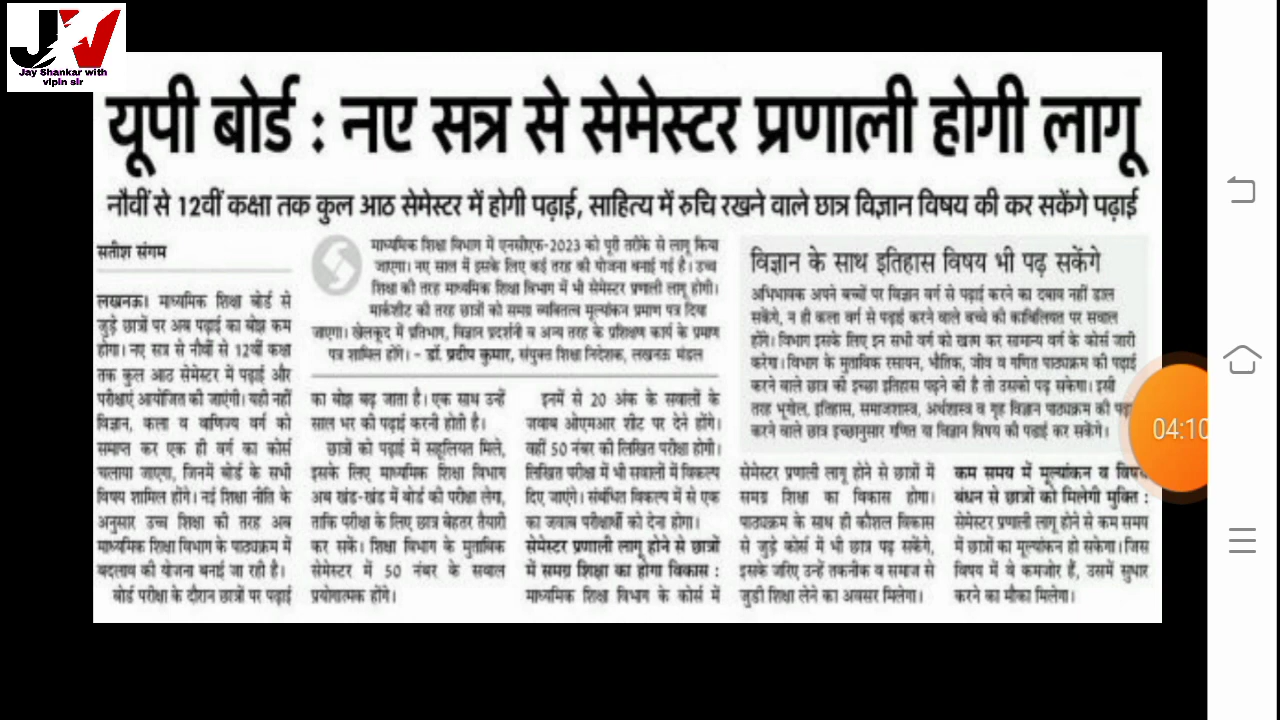 Jay Shankar with
vipin sir
यूपी बोर्ड : नए सत्र से सेमेस्टर प्रणाली होगी लागू
नौवीं से 12वीं कक्षा तक कुल आठ सेमेस्टर में होगी पढ़ाई, साहित्य में रुचि रखने वाले छात्र विज्ञान विषय की कर सकेंगे पढ़ाई
सतीश संगम
लखनऊ। माध्यमिक शिक्षा बोर्ड से
जुड़े छात्रों पर अब पढ़ाई का बोझ कम
होगा। नए सत्र से नौवीं से 12वीं कक्षा
तक कुल आठ सेमेस्टर में पढ़ाई और
परीक्षाएं आयोजित की जाएंगी। यही नहीं
विज्ञान, कला व वाणिज्य वर्ग को
समाप्त कर एक ही वर्ग का कोर्स
चलाया जाएगा, जिनमें बोर्ड के सभी
विषय शामिल होंगे। नई शिक्षा नीति के
अनुसार उच्च शिक्षा की तरह अब
माध्यमिक शिक्षा विभाग के पाठ्यक्रम में
बदलाव की योजना बनाई जा रही है।
बोर्ड परीक्षा के दौरान छात्रों पर पढ़ाई
माध्यमिक शिक्षा विभाग में एनसीएफ-2023 को पूरी तरीके से लागू किया
जाएगा। नए साल में इसके लिए कई तरह की योजना बनाई गई है। उच्च
शिक्षा की तरह माध्यमिक शिक्षा विभाग में भी सेमेस्टर प्रणाली लागू होगी।
मार्कशीट की तरह छात्रों को समग्र व्यक्तित्व मूल्यांकन प्रमाण पत्र दिया
जाएगा। खेलकूद में प्रतिभाग, विज्ञान प्रदर्शनी व अन्य तरह के प्रशिक्षण कार्य के प्रमाण
पत्र शामिल होंगे। - डॉ. प्रदीप कुमार, संयुक्त शिक्षा निदेशक, लखनऊ मंडल
का बोझ बढ़ जाता है। एक साथ उन्हें
साल भर की पढ़ाई करनी होती है।
छात्रों को पढ़ाई में सहूलियत मिले,
इसके लिए माध्यमिक शिक्षा विभाग
अब खंड-खंड में बोर्ड की परीक्षा लेगा,
ताकि परीक्षा के लिए छात्र बेहतर तैयारी
कर सकें। शिक्षा विभाग के मुताबिक
सेमेस्टर में 50 नंबर के सवाल
प्रयोगात्मक होंगे।
इनमें से 20 अंक के सवालों के
जवाब ओएमआर शीट पर देने होंगे।
वहीं 50 नंबर की लिखित परीक्षा होगी।
लिखित परीक्षा में भी सवालों में विकल्प
दिए जाएंगे। संबंधित विकल्प में से एक
का जवाब परीक्षार्थी को देना होगा।
सेमेस्टर प्रणाली लागू होने से छात्रों
में समग्र शिक्षा का होगा विकास :
माध्यमिक शिक्षा विभाग के कोर्स में
विज्ञान के साथ इतिहास विषय भी पढ़ सकेंगे
अभिभावक अपने बच्चों पर विज्ञान वर्ग से पढ़ाई करने का दबाव नहीं डाल
सकेंगे, न ही कला वर्ग से पढ़ाई करने वाले बच्चे की काबिलियत पर सवाल
होंगे। विभाग इसके लिए इन सभी वर्ग को खत्म कर सामान्य वर्ग के कोर्स जारी
करेगा। विभाग के मुताबिक रसायन, भौतिक, जीव व गणित पाठ्यक्रम की पढ़ाई
करने वाले छात्र की इच्छा इतिहास पढ़ने की है तो उसको पढ़ सकेगा। इसी
तरह भूगोल, इतिहास, समाजशास्त्र, अर्थशास्त्र व गृह विज्ञान पाठ्यक्रम की
करने वाले छात्र इच्छानुसार गणित या विज्ञान विषय की पढ़ाई कर सकेंगे।
सेमेस्टर प्रणाली लागू होने से छात्रों में
समग्र शिक्षा का विकास होगा।
पाठ्यक्रम के साथ ही कौशल विकास
से जुड़े कोर्स में भी छात्र पढ़ सकेंगे,
इसके जरिए उन्हें तकनीक व समाज से
जुड़ी शिक्षा लेने का अवसर मिलेगा।
कम समय में मूल्यांकन व
बंधन से छात्रों को मिलेगी मुक्ति :
सेमेस्टर प्रणाली लागू होने से कम समय
में छात्रों का मूल्यांकन हो सकेगा। जिस
विषय में वे कमजोर हैं, उसमें सुधार
करने का मौका मिलेगा।
04:10